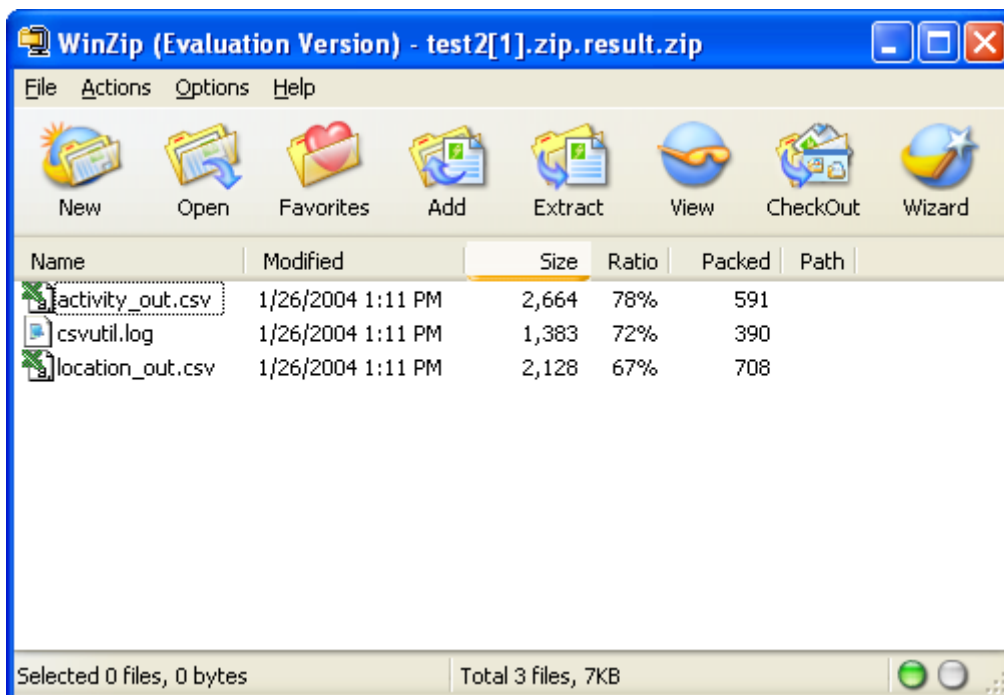 WinZip (Evaluation Version) - test2[1].zip.result.zip
File Actions Options Help
New Open Favorites Add Extract View CheckOut Wizard
Name Modified Size Ratio Packed Path
activity_out.csv 1/26/2004 1:11 PM 2,664 78% 591
csvutil.log 1/26/2004 1:11 PM 1,383 72% 390
location_out.csv 1/26/2004 1:11 PM 2,128 67% 708
Selected 0 files, 0 bytes Total 3 files, 7KB